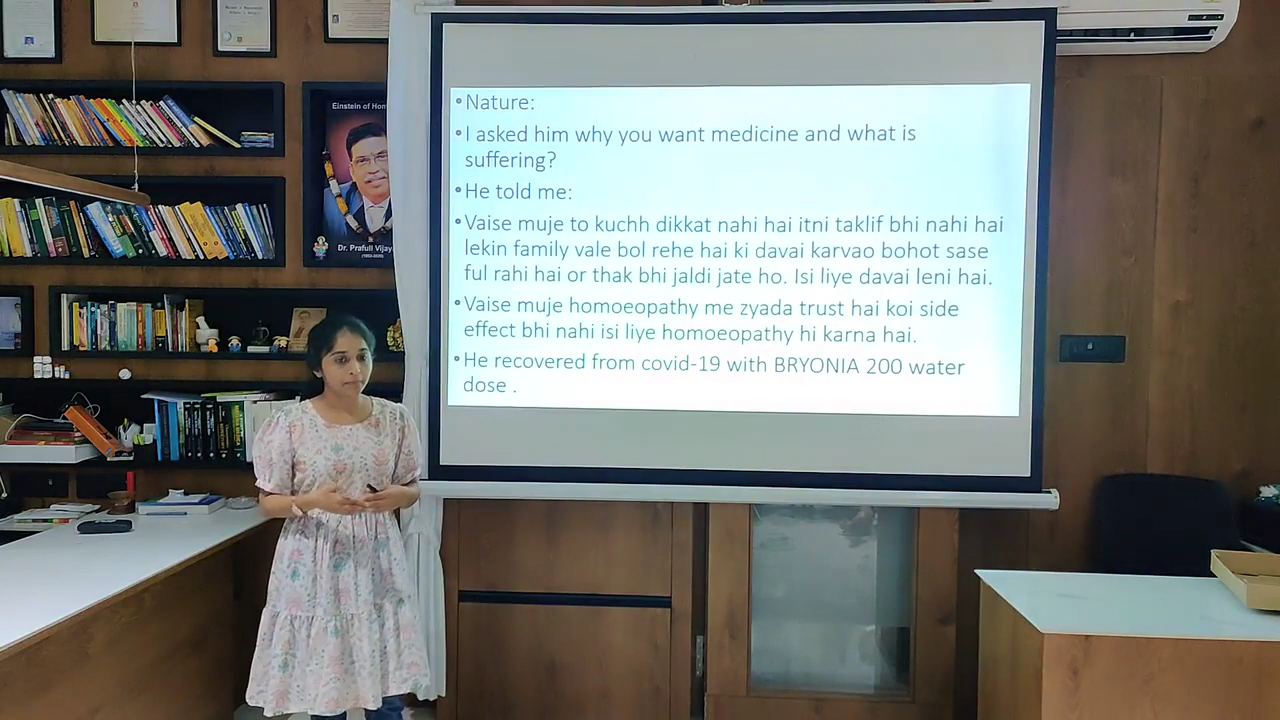 Einstein of Hom
Dr. Prafull Vijay
•Nature:
•I asked him why you want medicine and what is
suffering?
•He told me:
•Vaise muje to kuchh dikkat nahi hai itni taklif bhi nahi hai
lekin family vale bol rehe hai ki davai karvao bohot sase
ful rahi hai or thak bhi jaldi jate ho. Isi liye davai leni hai.
•Vaise muje homoeopathy me zyada trust hai koi side
effect bhi nahi isi liye homoeopathy hi karna hai.
•He recovered from covid-19 with BRYONIA 200 water
dose .